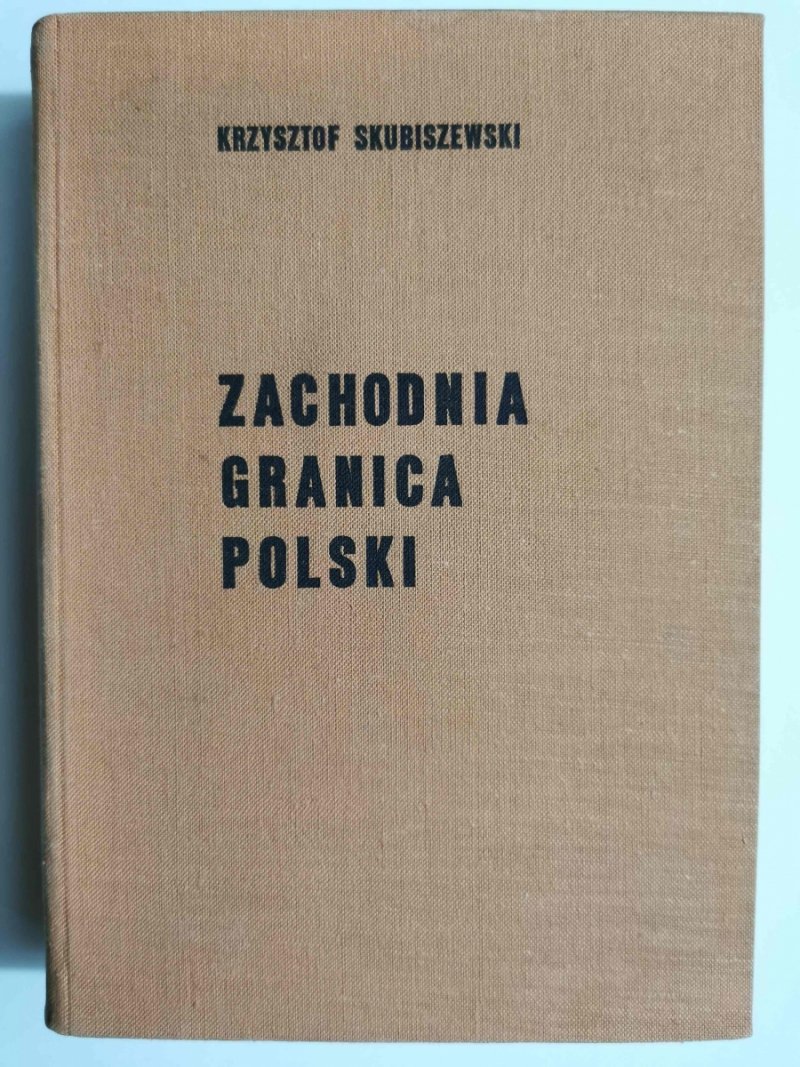 KRZYSZTOF SKUBISZEWSKI
ZACHODNIA
GRANICA
POLSKI